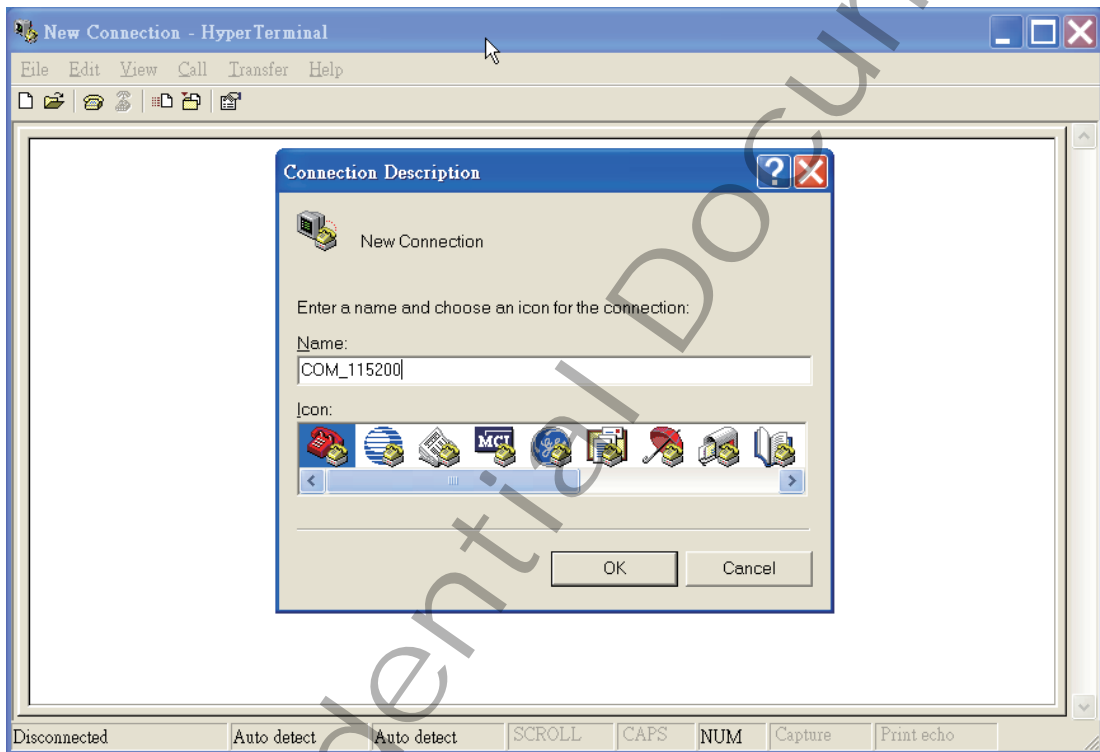 New Connection - HyperTerminal
File Edit View Call Transfer Help
Connection Description
New Connection
Enter a name and choose an icon for the connection:
Name:
COM_115200
Icon:
MCI
OK Cancel
Disconnected Auto detect Auto detect SCROLL CAPS NUM Capture Print echo